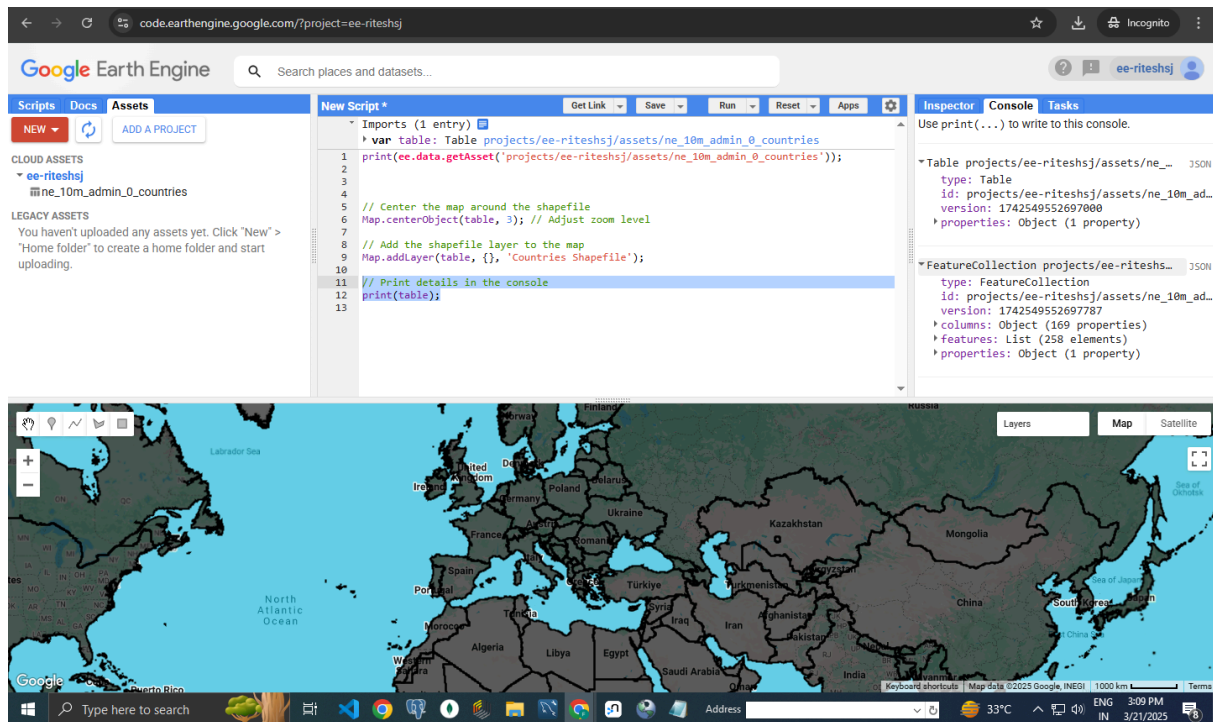 code.earthengine.google.com/?project=ee-riteshsj
Incognito
Google Earth Engine
Search places and datasets...
ee-riteshsj
Scripts Docs Assets
NEW
ADD A PROJECT
CLOUD ASSETS
ee-riteshsj
ne_10m_admin_0_countries
LEGACY ASSETS
You haven't uploaded any assets yet. Click "New" >
"Home folder" to create a home folder and start
uploading.
New Script *
Get Link Save Run Reset Apps
Imports (1 entry)
var table: Table projects/ee-riteshsj/assets/ne_10m_admin_0_countries
1 print(ee.data.getAsset('projects/ee-riteshsj/assets/ne_10m_admin_0_countries'));
2
3
4
5 // Center the map around the shapefile
6 Map.centerObject(table, 3); // Adjust zoom level
7
8 // Add the shapefile layer to the map
9 Map.addLayer(table, {}, 'Countries Shapefile');
10
11 // Print details in the console
12 print(table);
13
Inspector Console Tasks
Use print(...) to write to this console.
Table projects/ee-riteshsj/assets/ne_… JSON
type: Table
id: projects/ee-riteshsj/assets/ne_10m_ad…
version: 1742549552697000
properties: Object (1 property)
FeatureCollection projects/ee-riteshs… JSON
type: FeatureCollection
id: projects/ee-riteshsj/assets/ne_10m_ad…
version: 1742549552697787
columns: Object (169 properties)
features: List (258 elements)
properties: Object (1 property)
Layers
Map Satellite
Finland
Norway
Russia
Labrador Sea
United
Kingdom
Poland
Belarus
Germany
Ukraine
France
Kazakhstan
Mongolia
Sea of
Okhotsk
Spain
Italy
Türkiye
Turkmenistan
China
Sea of Japan
South Korea
Japan
North
Atlantic
Ocean
Tunisia
Syria
Iraq
Iran
Afghanistan
Pakistan
Morocco
Algeria
Libya
Egypt
Western
Sahara
Saudi Arabia
Oman
India
Puerto Rico
Google
Keyboard shortcuts Map data ©2025 Google, INEGI 1000 km Terms
Type here to search
Address
33°C
ENG
IN
3:09 PM
3/21/2025
8